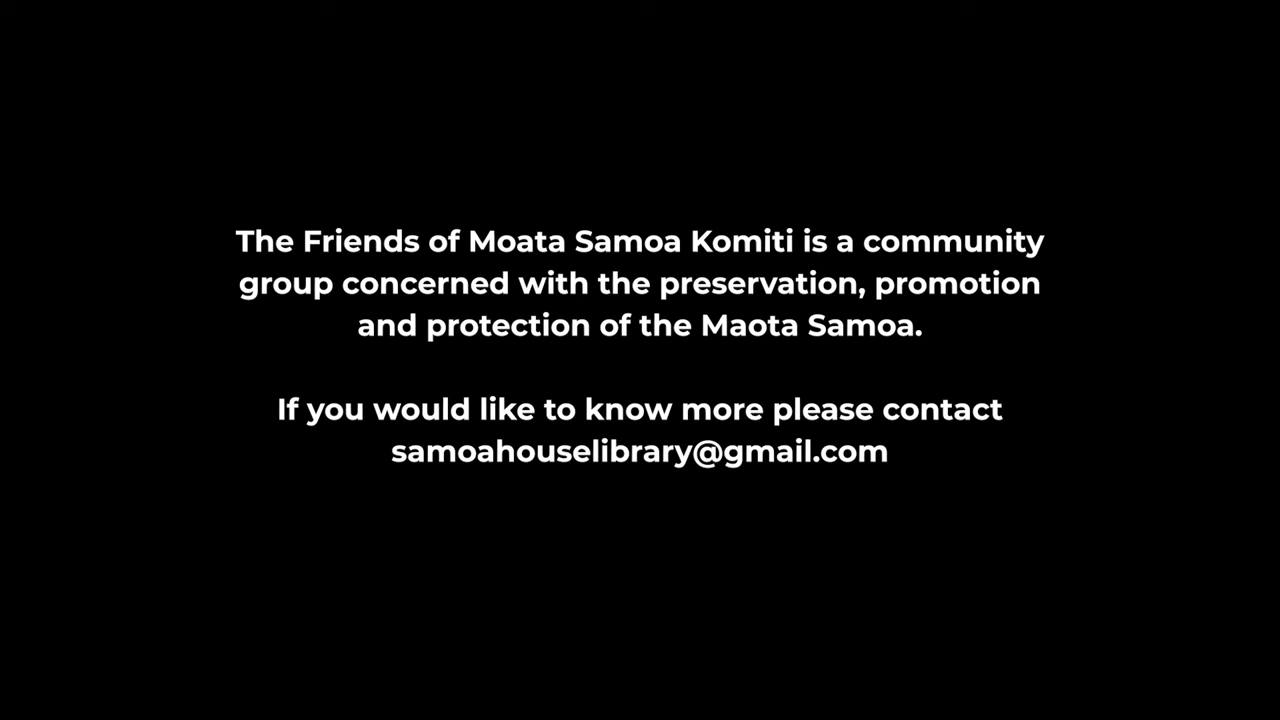 The Friends of Moata Samoa Komiti is a community
group concerned with the preservation, promotion
and protection of the Maota Samoa.
If you would like to know more please contact
samoahouselibrary@gmail.com